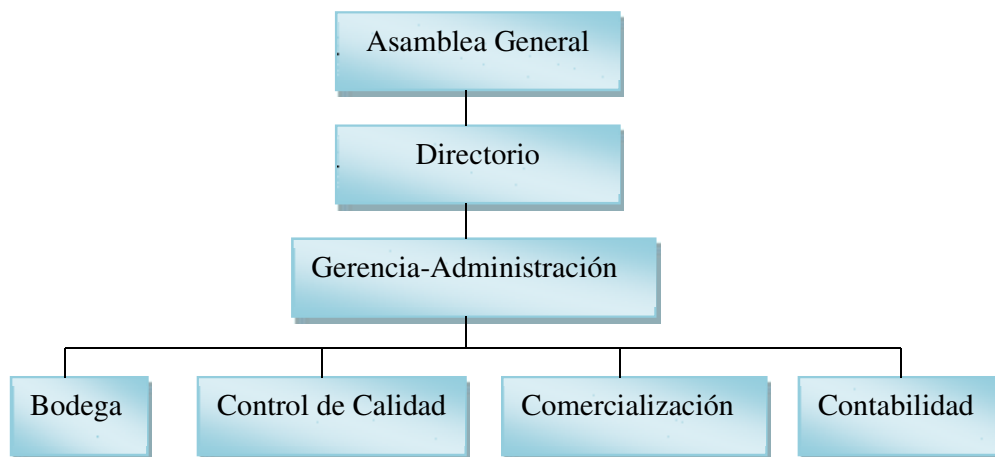 Asamblea General
Directorio
Gerencia-Administración
Bodega
Control de Calidad
Comercialización
Contabilidad